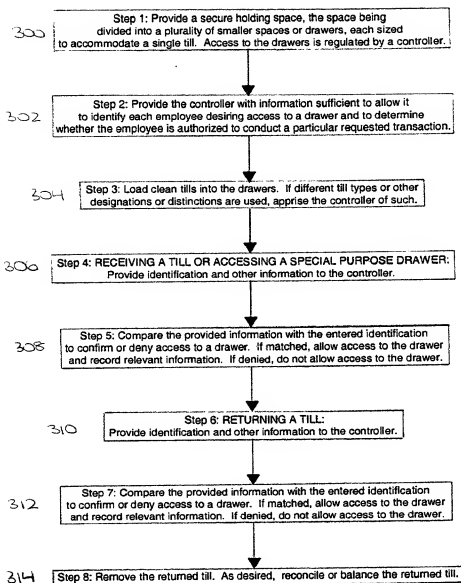 300
Step 1: Provide a secure holding space, the space being
divided into a plurality of smaller spaces or drawers, each sized
to accommodate a single till. Access to the drawers is regulated by a controller.
302
Step 2: Provide the controller with information sufficient to allow it
to identify each employee desiring access to a drawer and to determine
whether the employee is authorized to conduct a particular requested transaction.
304
Step 3: Load clean tills into the drawers. If different till types or other
designations or distinctions are used, apprise the controller of such.
306
Step 4: RECEIVING A TILL OR ACCESSING A SPECIAL PURPOSE DRAWER:
Provide identification and other information to the controller.
308
Step 5: Compare the provided information with the entered identification
to confirm or deny access to a drawer. If matched, allow access to the drawer
and record relevant information. If denied, do not allow access to the drawer.
310
Step 6: RETURNING A TILL:
Provide identification and other information to the controller.
312
Step 7: Compare the provided information with the entered identification
to confirm or deny access to a drawer. If matched, allow access to the drawer
and record relevant information. If denied, do not allow access to the drawer.
314
Step 8: Remove the returned till. As desired, reconcile or balance the returned till.